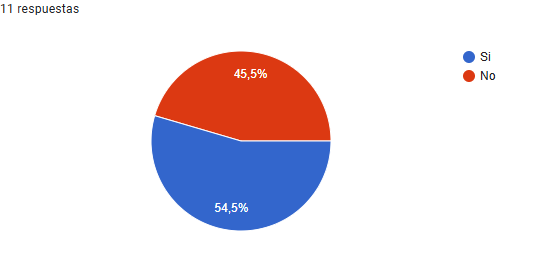 11 respuestas
Si
No
45,5%
54,5%